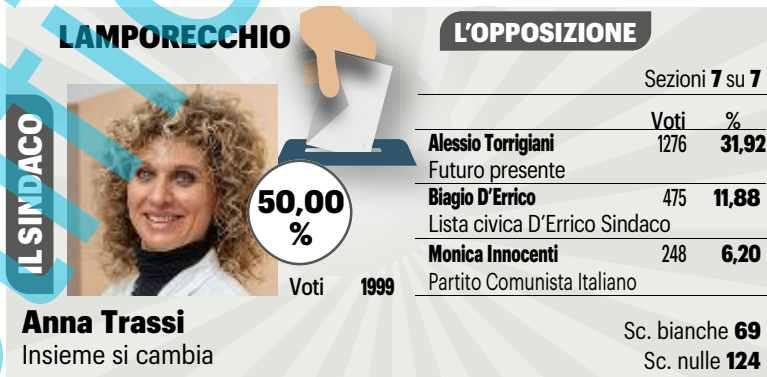 LAMPORECCHIO
IL SINDACO
50,00
%
Voti 1999
Anna Trassi
Insieme si cambia
L'OPPOSIZIONE
Sezioni 7 su 7
Voti %
Alessio Torrigiani 1276 31,92
Futuro presente
Biagio D'Errico 475 11,88
Lista civica D'Errico Sindaco
Monica Innocenti 248 6,20
Partito Comunista Italiano
Sc. bianche 69
Sc. nulle 124